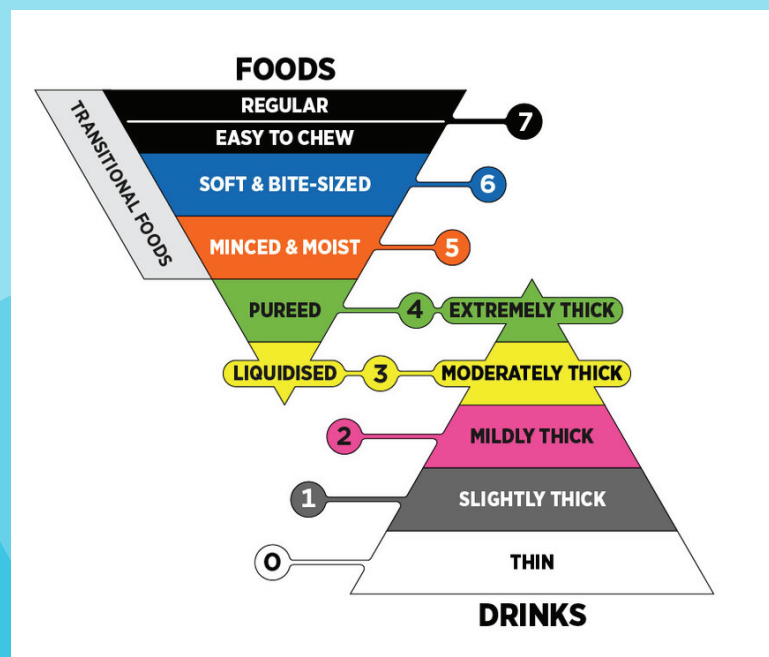 FOODS
REGULAR
EASY TO CHEW
7
TRANSITIONAL FOODS
SOFT & BITE-SIZED
6
MINCED & MOIST
5
PUREED
4
EXTREMELY THICK
LIQUIDISED
3
MODERATELY THICK
2
MILDLY THICK
1
SLIGHTLY THICK
0
THIN
DRINKS